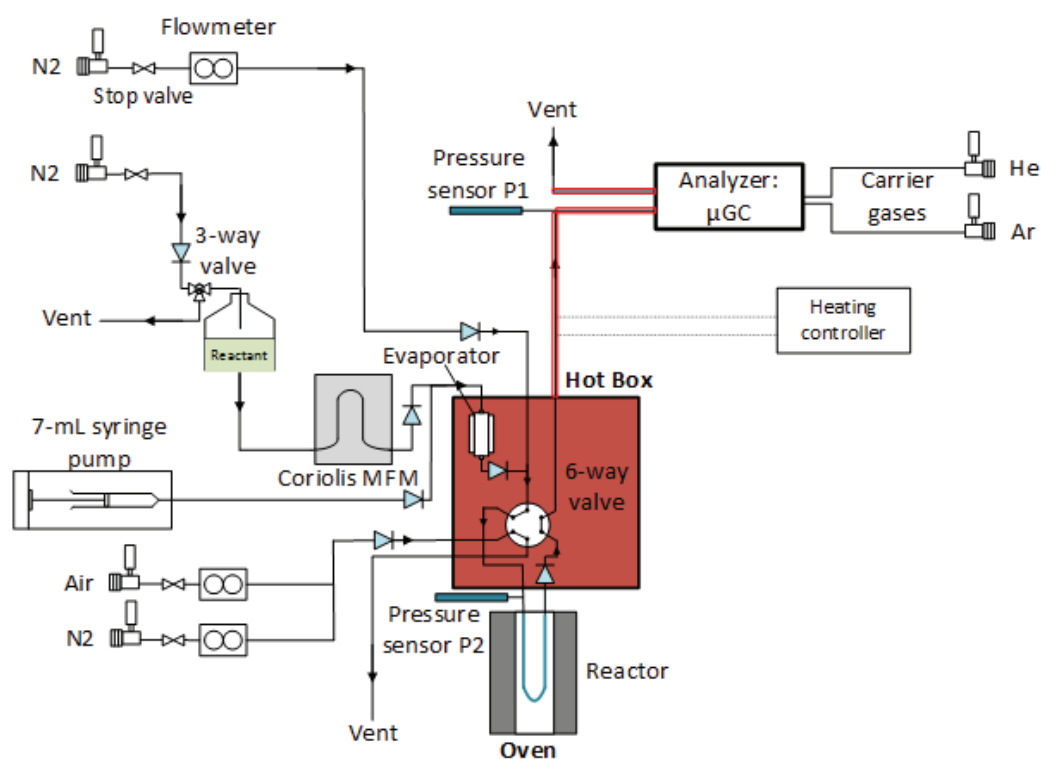 Flowmeter
N2
Stop valve
Vent
N2
Pressure
sensor P1
Analyzer:
µGC
Carrier
gases
He
Ar
3-way
valve
Vent
Reactant
Heating
controller
Evaporator
Hot Box
7-mL syringe
pump
Coriolis MFM
6-way
valve
Air
N2
Pressure
sensor P2
Reactor
Vent
Oven